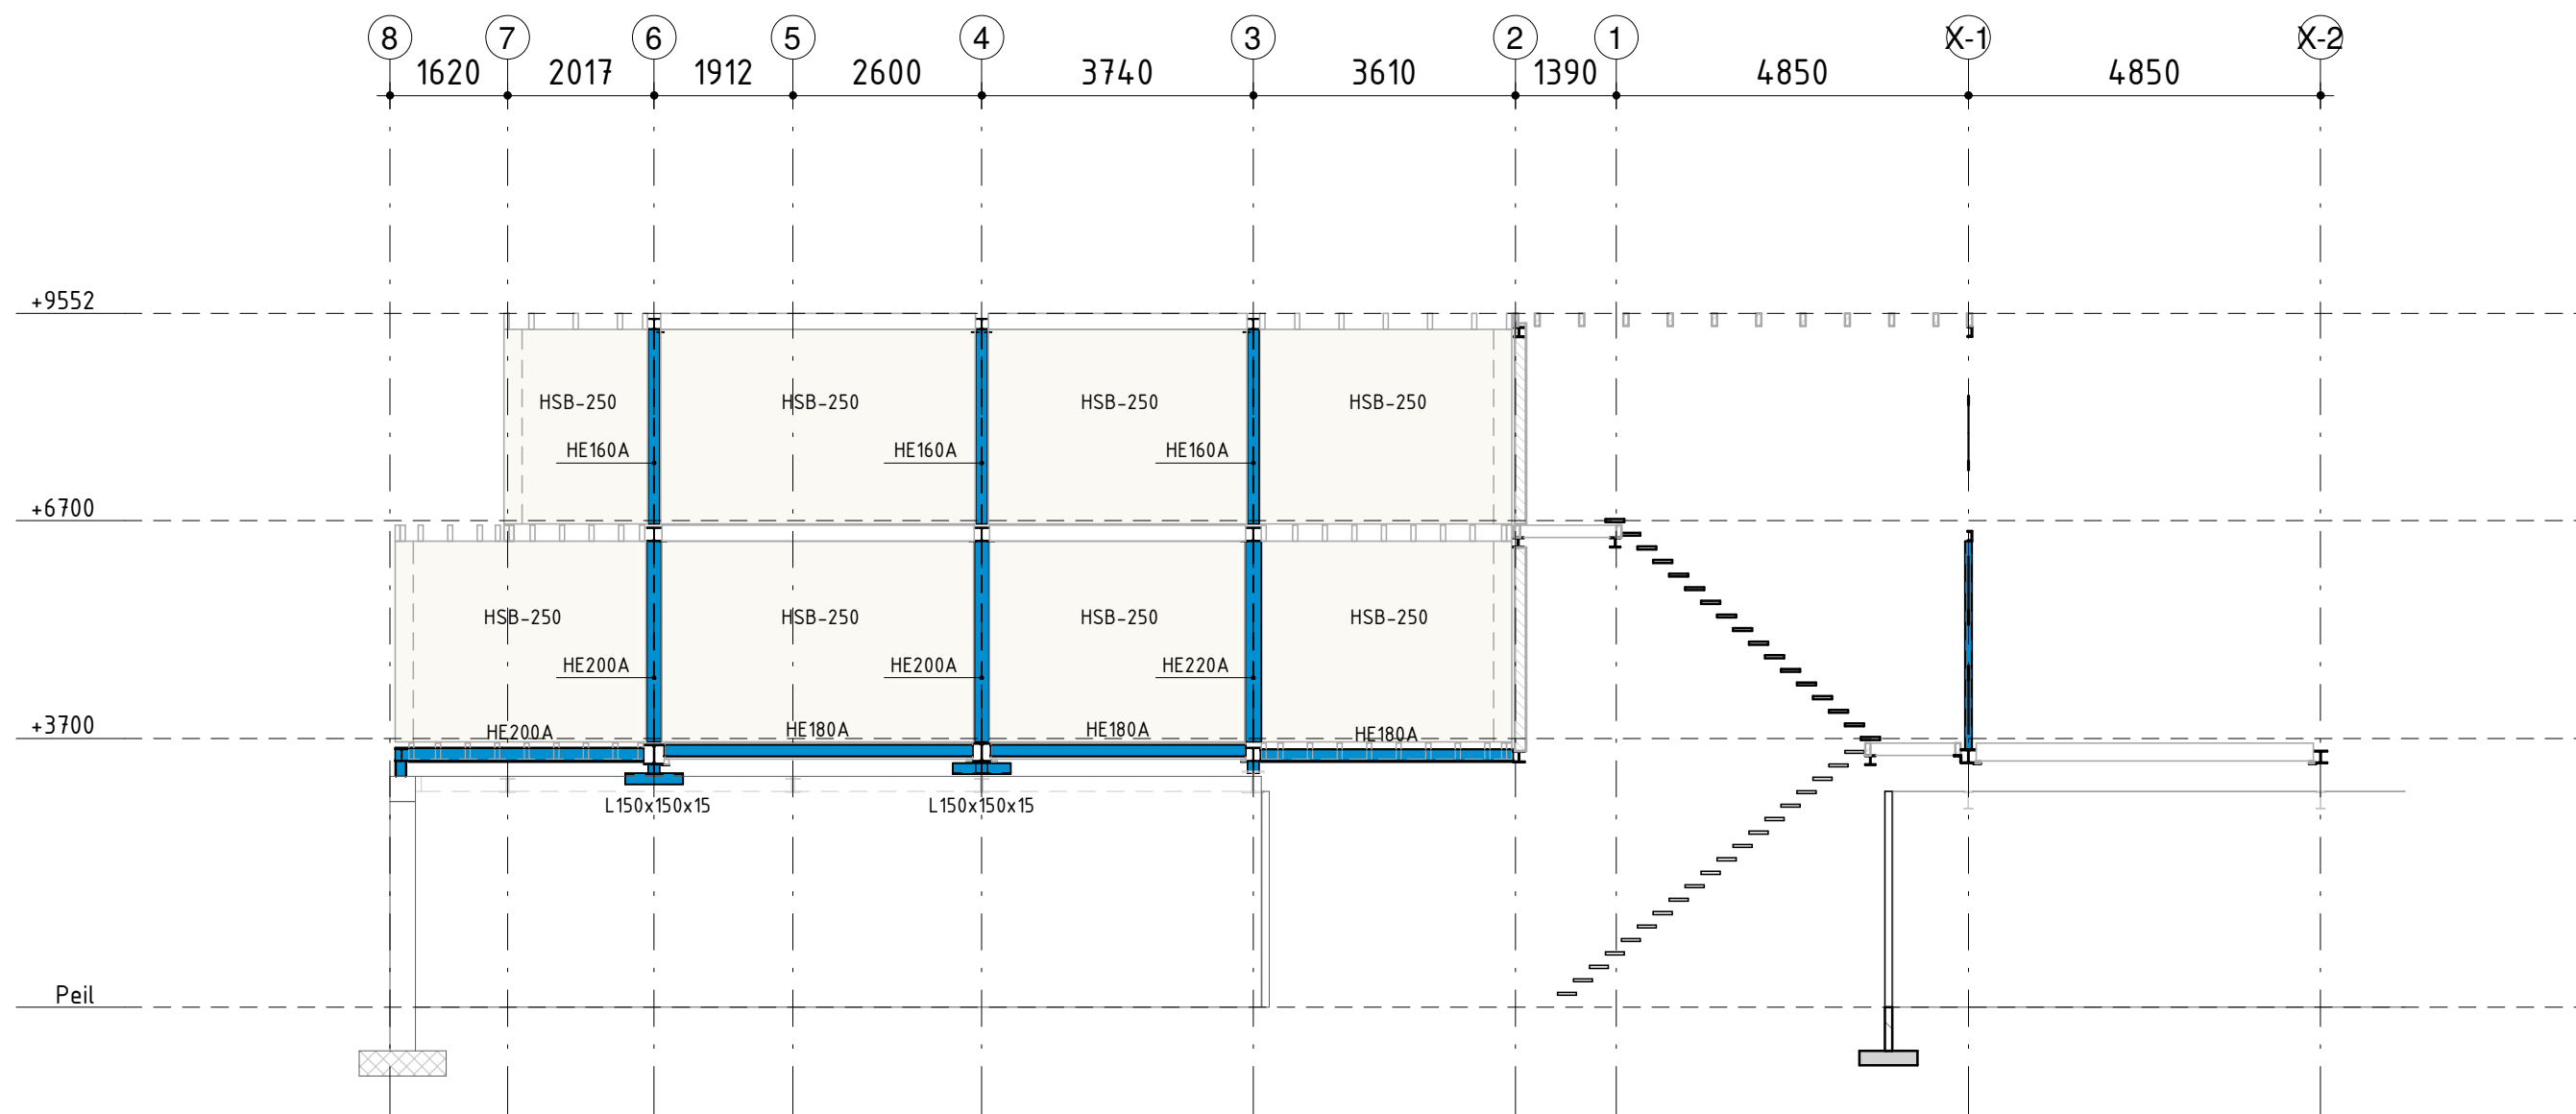 8 7 6 5 4 3 2 1 X-1 X-2
1620 2017 1912 2600 3740 3610 1390 4850 4850
+9552
HSB-250 HSB-250 HSB-250 HSB-250
HE160A HE160A HE160A
+6700
HSB-250 HSB-250 HSB-250 HSB-250
HE200A HE200A HE220A
+3700
HE200A HE180A HE180A HE180A
L150x150x15 L150x150x15
Peil